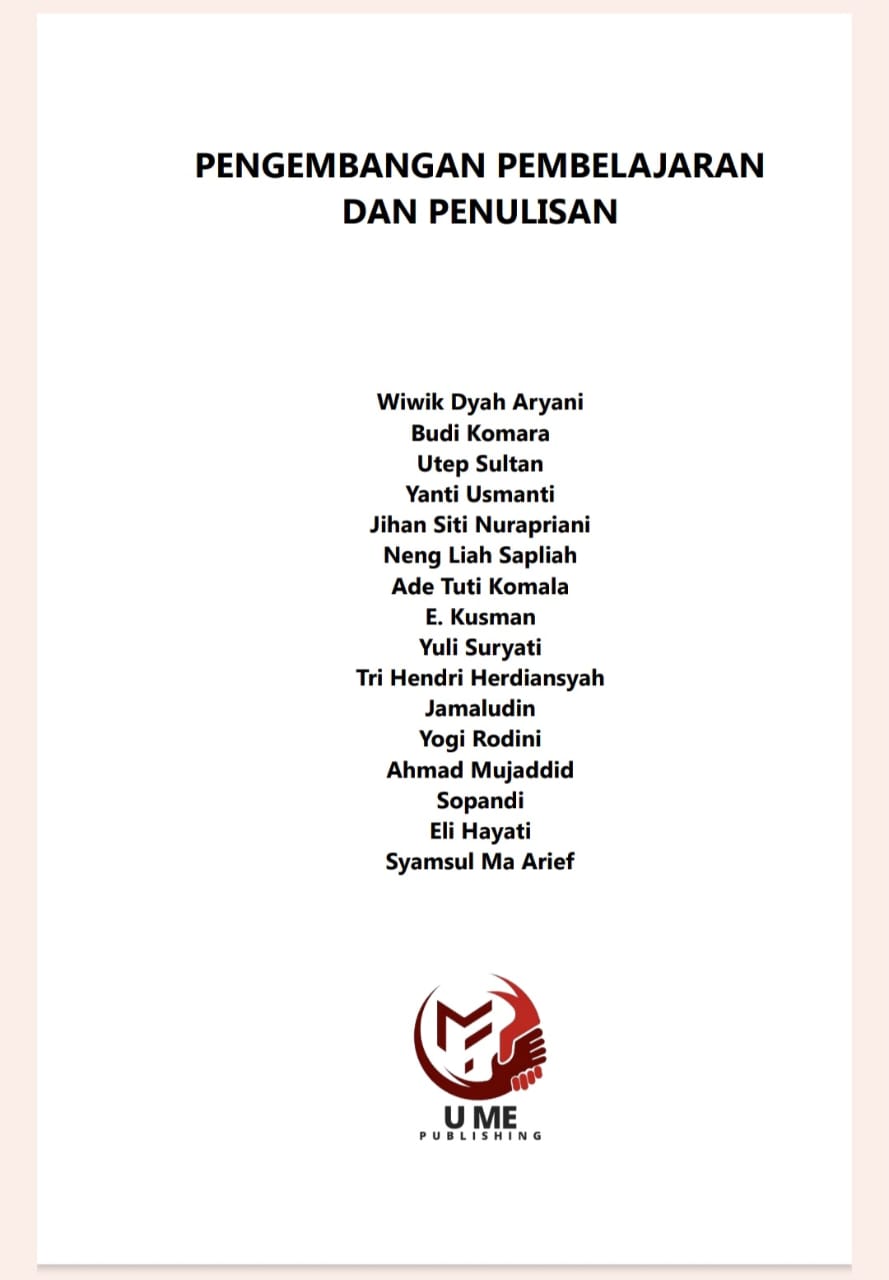 PENGEMBANGAN PEMBELAJARAN
DAN PENULISAN
Wiwik Dyah Aryani
Budi Komara
Utep Sultan
Yanti Usmanti
Jihan Siti Nurapriani
Neng Liah Sapliah
Ade Tuti Komala
E. Kusman
Yuli Suryati
Tri Hendri Herdiansyah
Jamaludin
Yogi Rodini
Ahmad Mujaddid
Sopandi
Eli Hayati
Syamsul Ma Arief
U ME
PUBLISHING